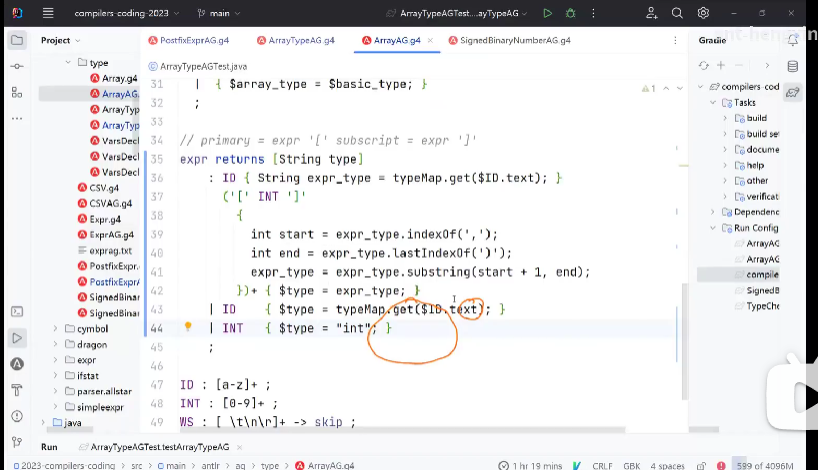 compilers-coding-2023
main
ArrayTypeAGTest....ayTypeAG
Project
PostfixExprAG.g4
ArrayTypeAG.g4
ArrayAG.g4
SignedBinaryNumberAG.g4
Gradle
ArrayTypeAGTest.java
type
Array.g4
ArrayAG.
ArrayTyp
ArrayTyp
VarsDecl
VarsDecl
VarsDecl
CSV.g4
CSVAG.g4
Expr.g4
ExprAG.g4
exprag.txt
PostfixExpr.
PostfixExpr
SignedBinar
SignedBinar
cymbol
dragon
expr
ifstat
parser.allstar
simpleexpr
java
31 | { $array_type = $basic_type; }
32 ;
33
34 // primary = expr '[' subscript = expr ']'
35 expr returns [String type]
36 : ID { String expr_type = typeMap.get($ID.text); }
37 ('[' INT ']'
38 {
39 int start = expr_type.indexOf(',');
40 int end = expr_type.lastIndexOf(')');
41 expr_type = expr_type.substring(start + 1, end);
42 })+ { $type = expr_type; }
43 | ID { $type = typeMap.get($ID.text); }
44 | INT { $type = "int"; }
45 ;
46
47 ID : [a-z]+ ;
48 INT : [0-9]+ ;
49 WS : [ \t\n\r]+ -> skip ;
1
compilers-cod
Tasks
build
build set
docume
help
other
verificati
Dependenc
Run Config
ArrayAG
ArrayAG
compile
SignedB
TypeChe
Run
ArrayTypeAGTest.testArrayTypeAG
2023-compilers-coding > src > main > antlr > ag > type > ArrayAG.g4
1 hr 19 mins
CRLF
GBK
4 spaces
599 of 4096M